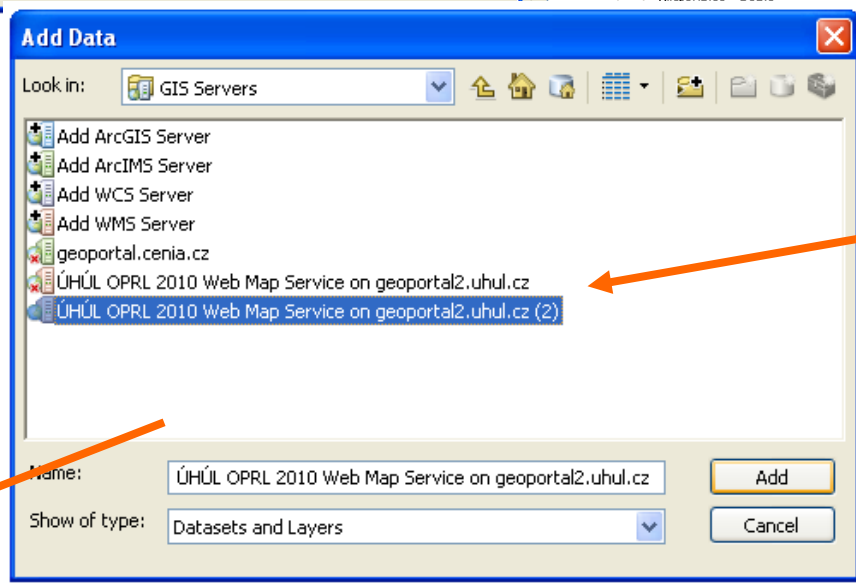 Add Data
Look in: GIS Servers
Add ArcGIS Server
Add ArcIMS Server
Add WCS Server
Add WMS Server
geoportal.cenia.cz
ÚHÚL OPRL 2010 Web Map Service on geoportal2.uhul.cz
ÚHÚL OPRL 2010 Web Map Service on geoportal2.uhul.cz (2)
Name: ÚHÚL OPRL 2010 Web Map Service on geoportal2.uhul.cz Add
Show of type: Datasets and Layers Cancel